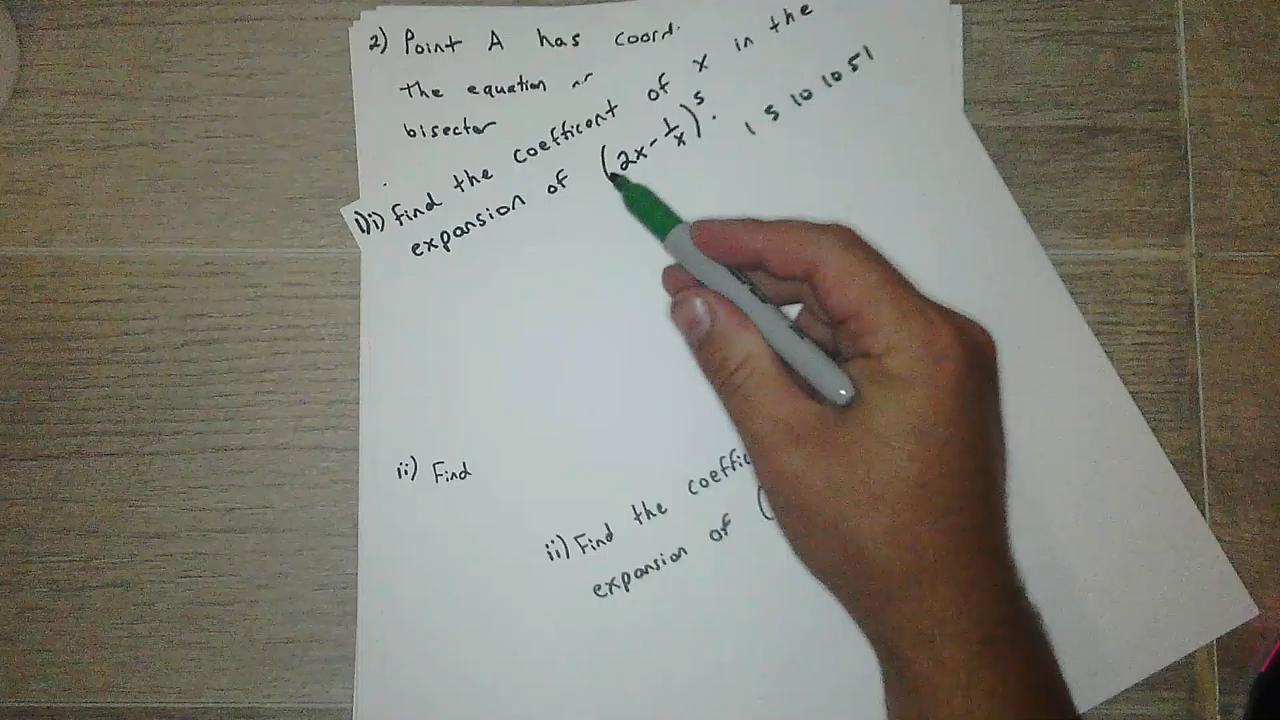 2) Point A has coord.
The equation
bisector
1)i) find the coefficont of x in the
expansion of (2x - 1/x)^5.
1 5 10 10 5 1
ii) Find
ii) Find the coeffic
expansion of (